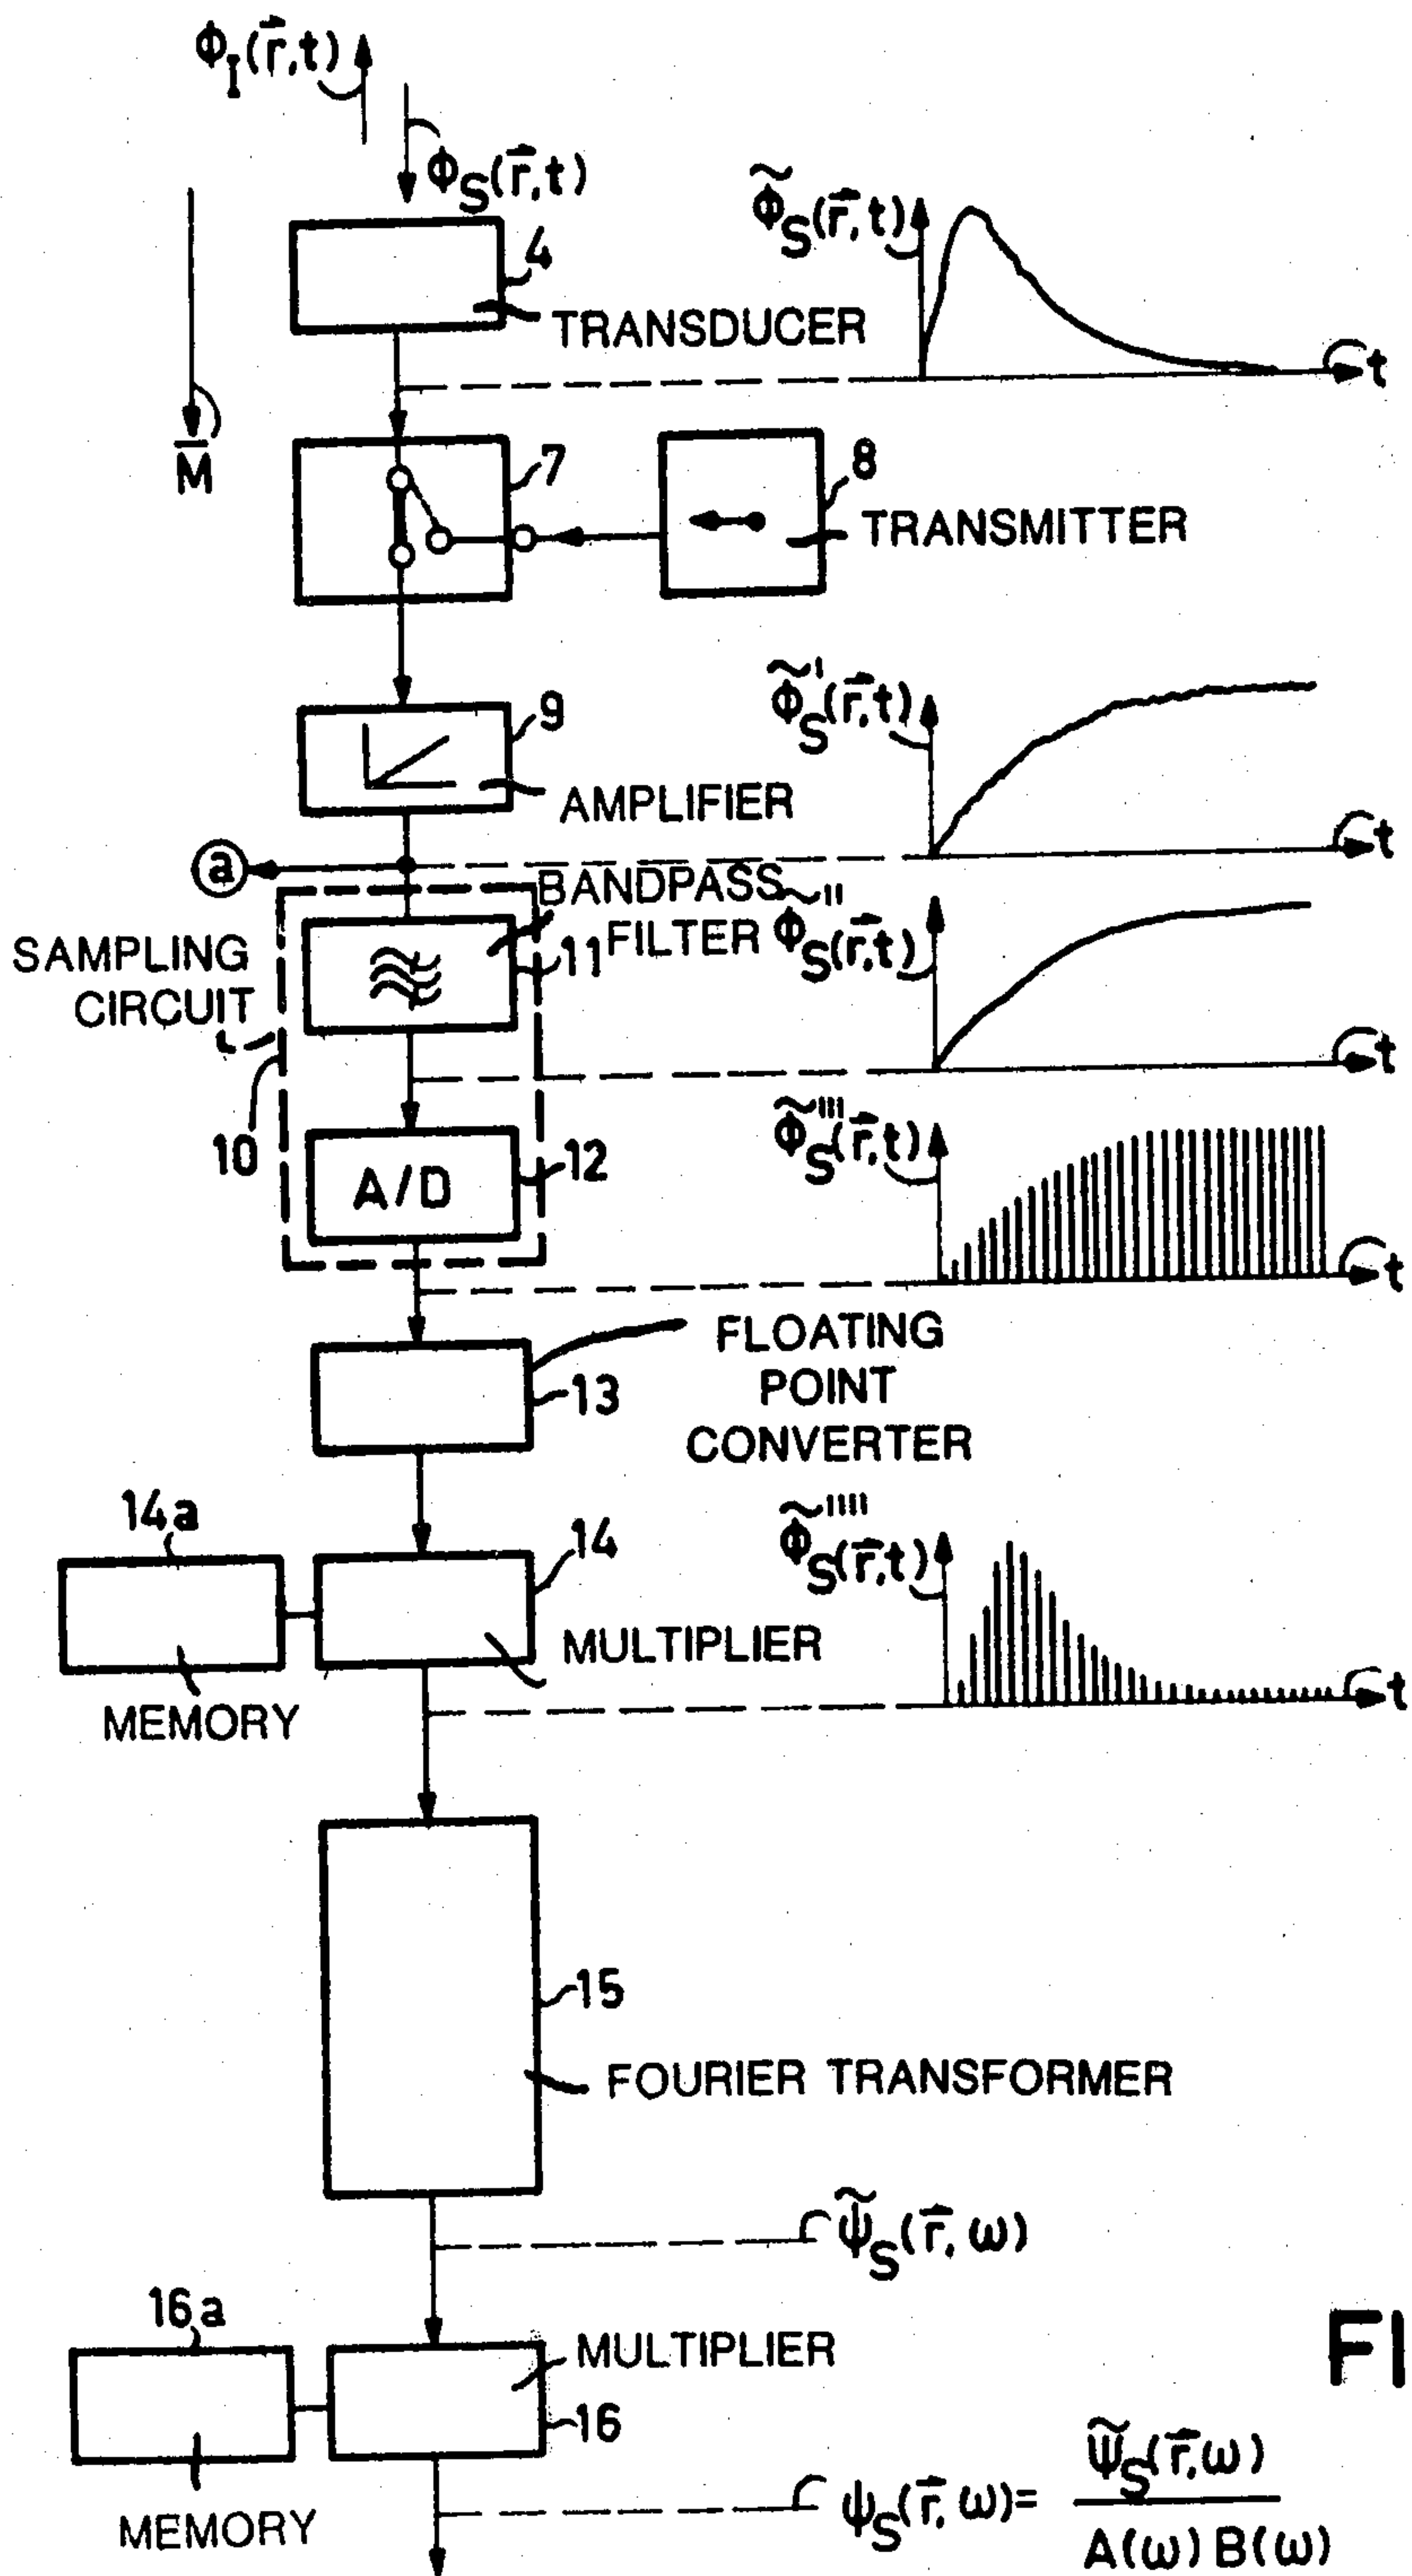 Φ_I(r⃗,t)
Φ_S(r⃗,t)
Φ̃_S(r⃗,t)
4
TRANSDUCER
t
M̅
7
8
TRANSMITTER
Φ̃'_S(r⃗,t)
9
AMPLIFIER
t
a
BANDPASS
FILTER
Φ̃''_S(r⃗,t)
SAMPLING
CIRCUIT
11
t
10
Φ̃'''_S(r⃗,t)
A/D
12
t
FLOATING
POINT
CONVERTER
13
14a
14
Φ̃''''_S(r⃗,t)
MULTIPLIER
MEMORY
t
15
FOURIER TRANSFORMER
ψ̃_S(r⃗,ω)
16a
MULTIPLIER
FI
16
MEMORY
ψ_S(r⃗,ω)= ψ̃_S(r⃗,ω)
A(ω) B(ω)